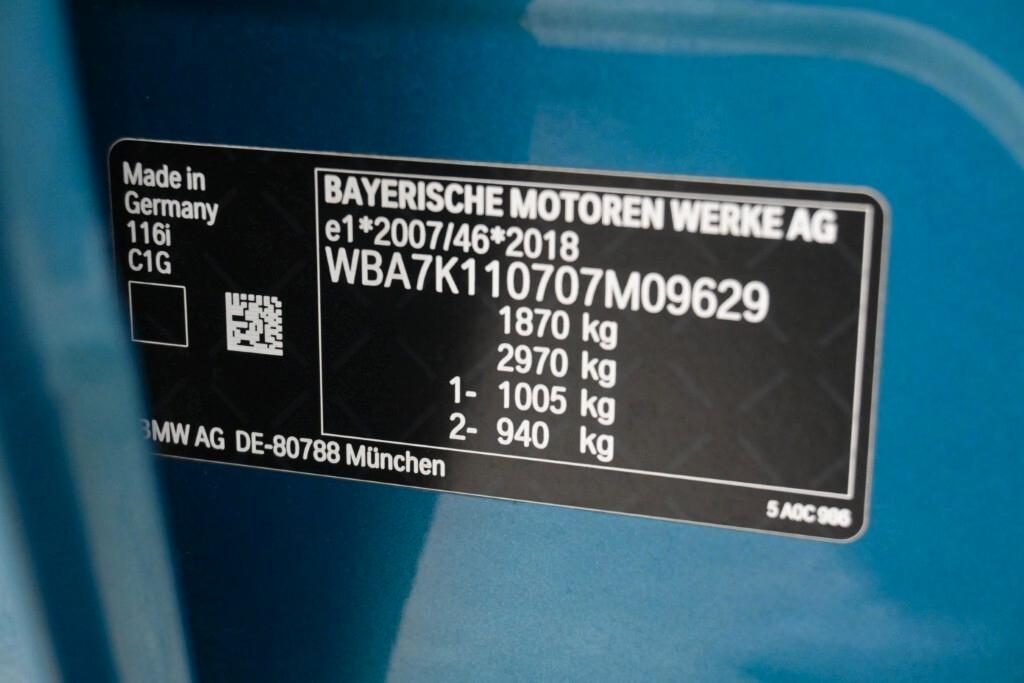 Made in
Germany
116i
C1G
BMW AG DE-80788 München
BAYERISCHE MOTOREN WERKE AG
e1*2007/46*2018
WBA7K110707M09629
1870 kg
2970 kg
1- 1005 kg
2- 940 kg
5 A0C 986